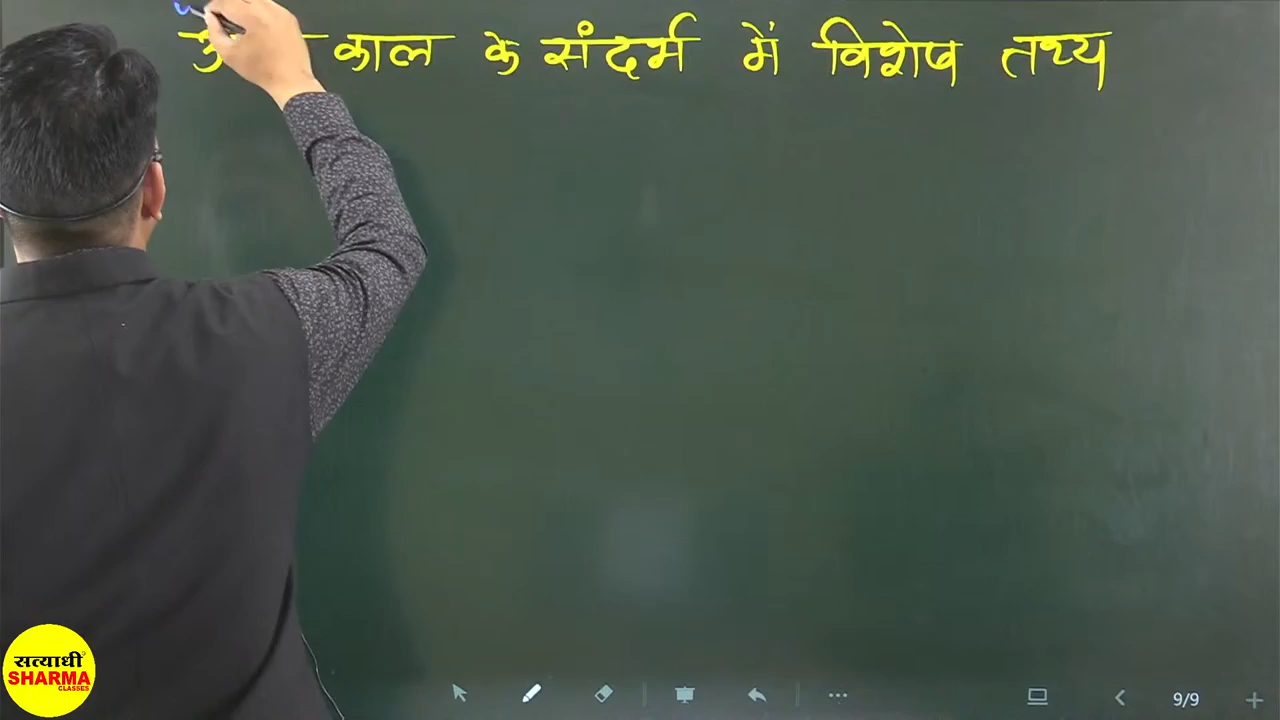 काल के संदर्भ में विशेष तथ्य
सत्याधी
SHARMA
CLASSES
9/9